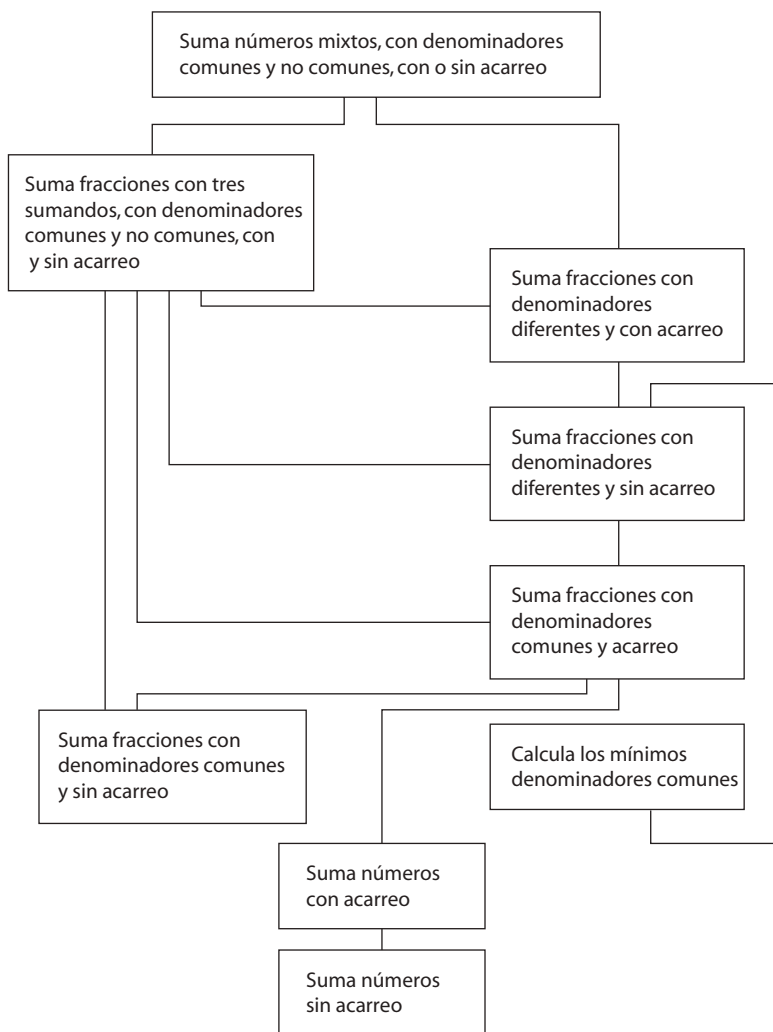 Suma números mixtos, con denominadores
comunes y no comunes, con o sin acarreo
Suma fracciones con tres
sumandos, con denominadores
comunes y no comunes, con
y sin acarreo
Suma fracciones con
denominadores
diferentes y con acarreo
Suma fracciones con
denominadores
diferentes y sin acarreo
Suma fracciones con
denominadores
comunes y acarreo
Suma fracciones con
denominadores comunes
y sin acarreo
Calcula los mínimos
denominadores comunes
Suma números
con acarreo
Suma números
sin acarreo